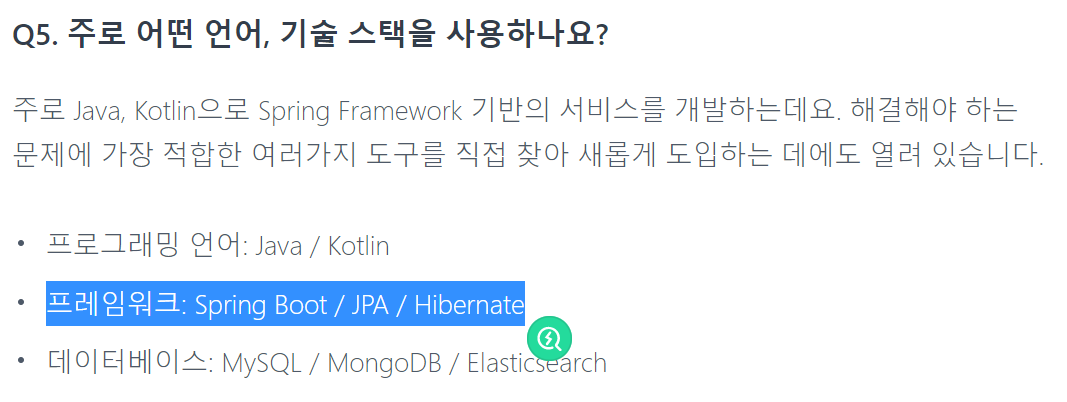 Q5. 주로 어떤 언어, 기술 스택을 사용하나요?
주로 Java, Kotlin으로 Spring Framework 기반의 서비스를 개발하는데요. 해결해야 하는
문제에 가장 적합한 여러가지 도구를 직접 찾아 새롭게 도입하는 데에도 열려 있습니다.
• 프로그래밍 언어: Java / Kotlin
• 프레임워크: Spring Boot / JPA / Hibernate
• 데이터베이스: MySQL / MongoDB / Elasticsearch